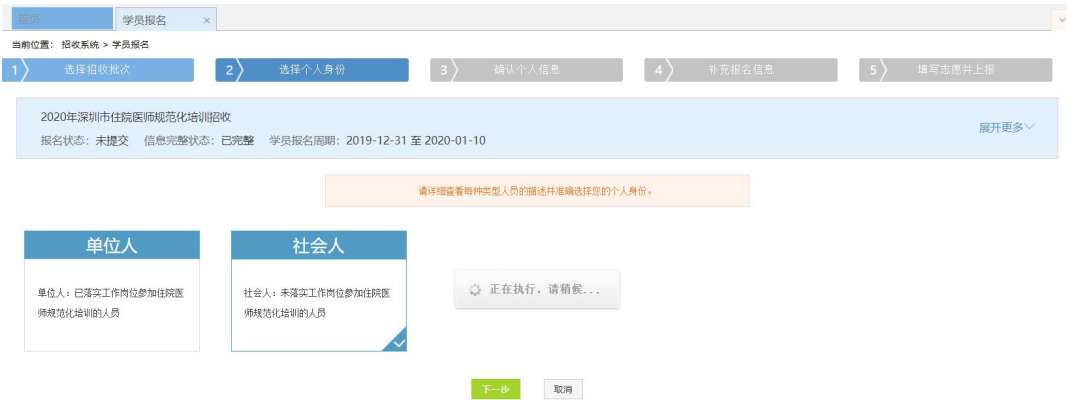 首页 学员报名 ×
当前位置： 招收系统 > 学员报名
1 选择招收批次 2 选择个人身份 3 确认个人信息 4 补充报名信息 5 填写志愿并上报
2020年深圳市住院医师规范化培训招收
报名状态：未提交 信息完整状态：已完整 学员报名周期：2019-12-31 至 2020-01-10
展开更多
请详细查看每种类型人员的描述并准确选择您的个人身份。
单位人
单位人：已落实工作岗位参加住院医
师规范化培训的人员
社会人
社会人：未落实工作岗位参加住院医
师规范化培训的人员
正在执行，请稍候...
下一步 取消